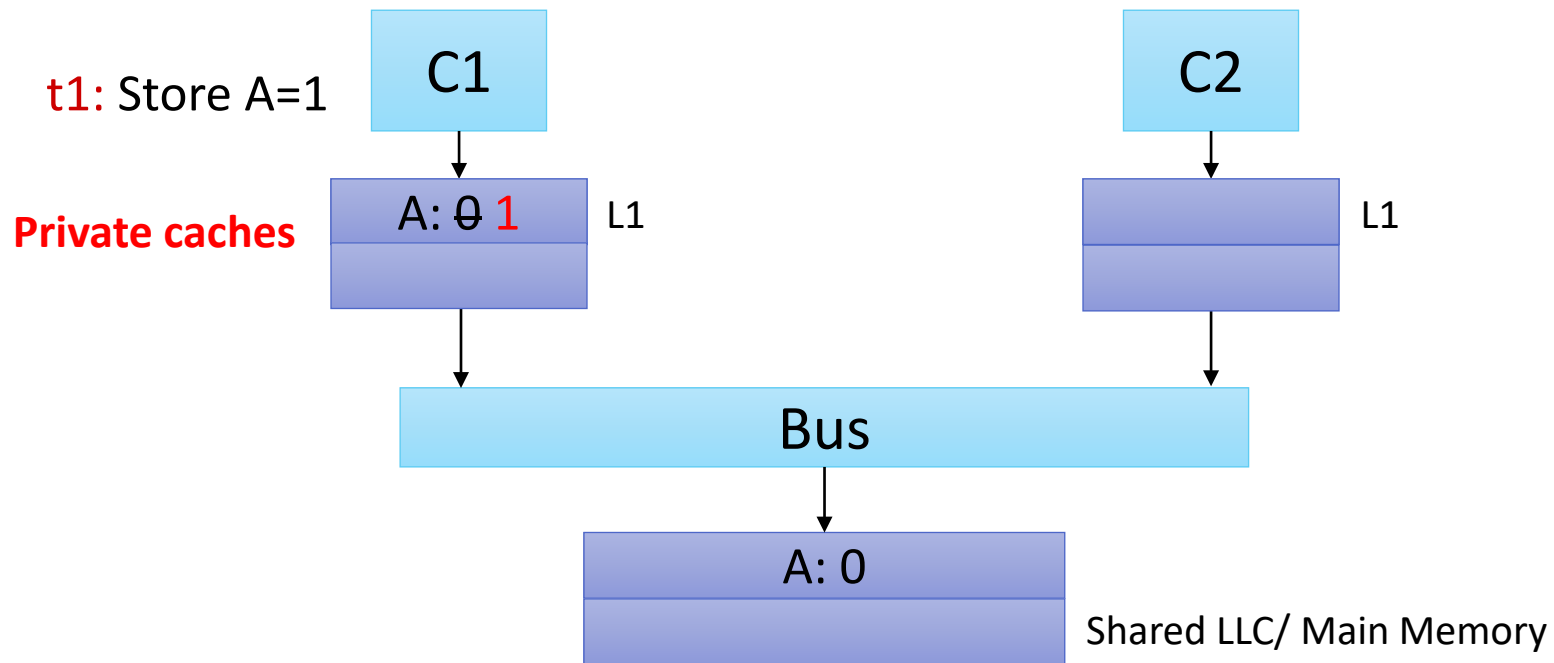 C1
C2
t1: Store A=1
A: 0 1
L1
L1
Private caches
Bus
A: 0
Shared LLC/ Main Memory